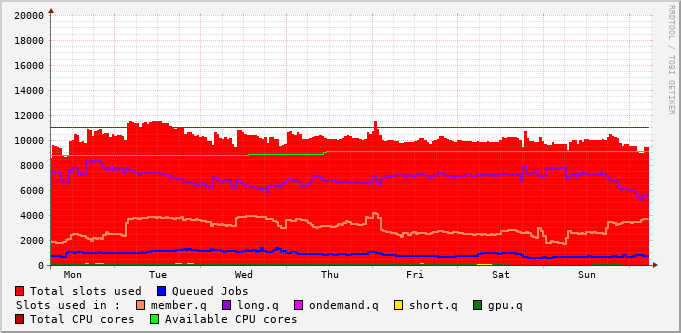 RRDTOOL / TOBI OETIKER
20000
18000
16000
14000
12000
10000
8000
6000
4000
2000
0
Mon Tue Wed Thu Fri Sat Sun
Total slots used Queued Jobs
Slots used in : member.q long.q ondemand.q short.q gpu.q
Total CPU cores Available CPU cores